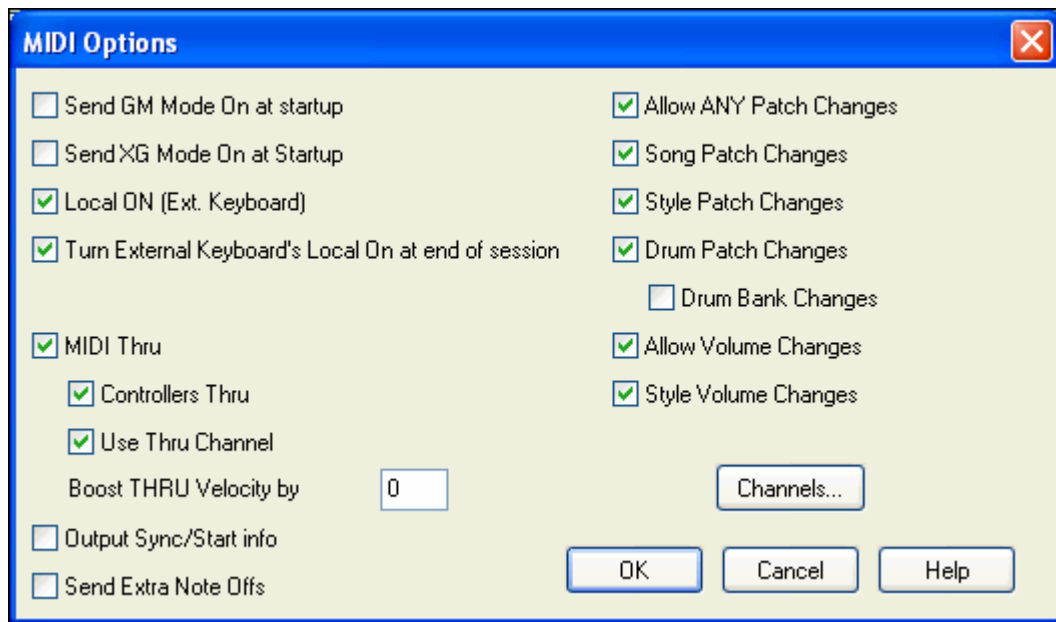 MIDI Options
Send GM Mode On at startup
Send XG Mode On at Startup
Local ON (Ext. Keyboard)
Turn External Keyboard's Local On at end of session
MIDI Thru
Controllers Thru
Use Thru Channel
Boost THRU Velocity by 0
Output Sync/Start info
Send Extra Note Offs
Allow ANY Patch Changes
Song Patch Changes
Style Patch Changes
Drum Patch Changes
Drum Bank Changes
Allow Volume Changes
Style Volume Changes
Channels...
OK Cancel Help